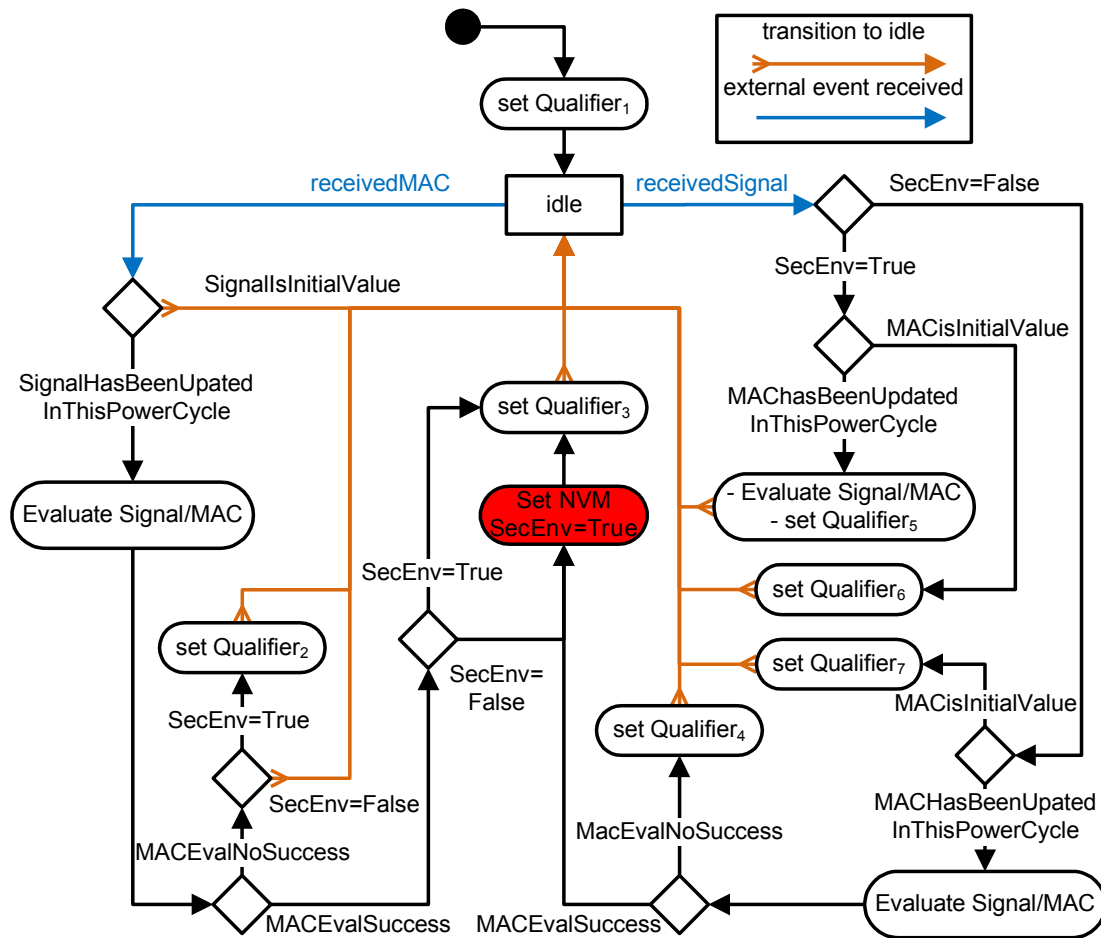 transition to idle
external event received
set Qualifier1
receivedMAC
idle
receivedSignal
SecEnv=False
SecEnv=True
SignalIsInitialValue
MACisInitialValue
SignalHasBeenUpated
InThisPowerCycle
set Qualifier3
MAChasBeenUpdated
InThisPowerCycle
Evaluate Signal/MAC
Set NVM
SecEnv=True
- Evaluate Signal/MAC
- set Qualifier5
SecEnv=True
set Qualifier6
set Qualifier2
SecEnv=
False
set Qualifier7
SecEnv=True
set Qualifier4
MACisInitialValue
SecEnv=False
MACEvalNoSuccess
MacEvalNoSuccess
MACHasBeenUpated
InThisPowerCycle
MACEvalSuccess
MACEvalSuccess
Evaluate Signal/MAC